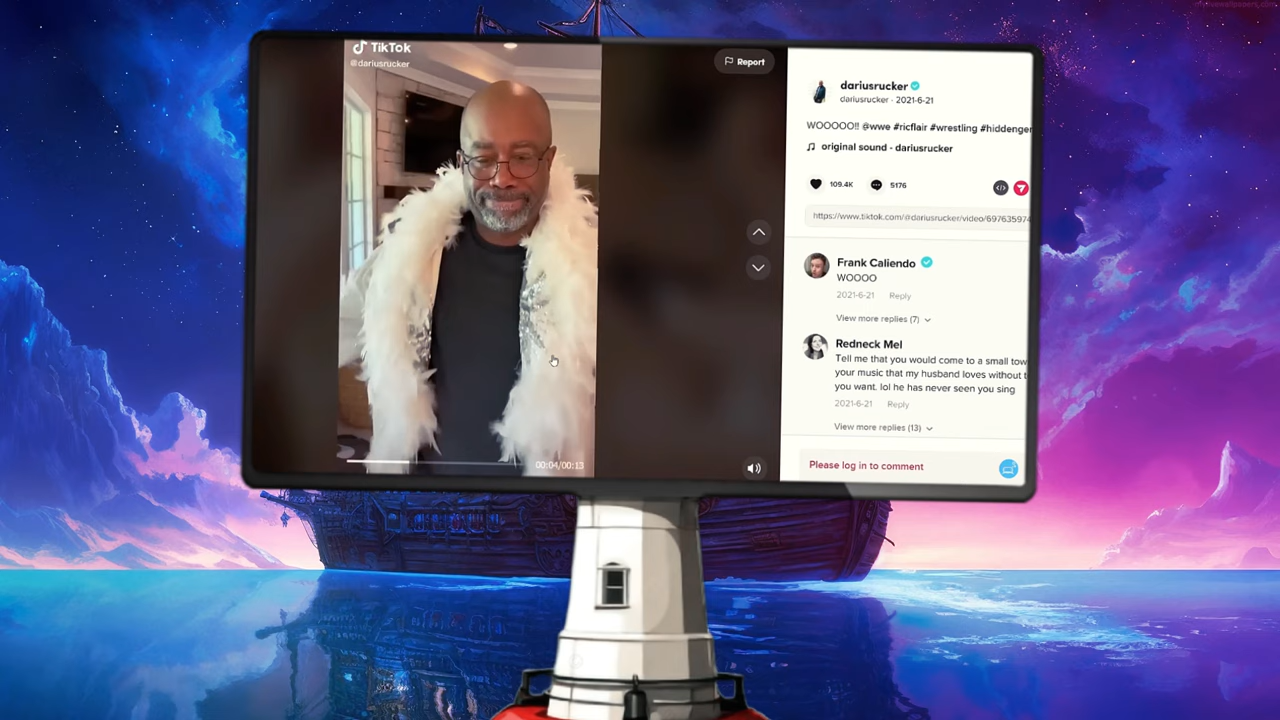 TikTok
@dariusrucker
Report
dariusrucker
dariusrucker · 2021-6-21
WOOOOO!! @wwe #ricflair #wrestling #hiddenger
original sound - dariusrucker
109.4K
5176
https://www.tiktok.com/@dariusrucker/video/697635974
Frank Caliendo
WOOOO
2021-6-21 Reply
View more replies (7)
Redneck Mel
Tell me that you would come to a small tow
your music that my husband loves without t
you want. lol he has never seen you sing
2021-6-21 Reply
View more replies (13)
00:04/00:13
Please log in to comment